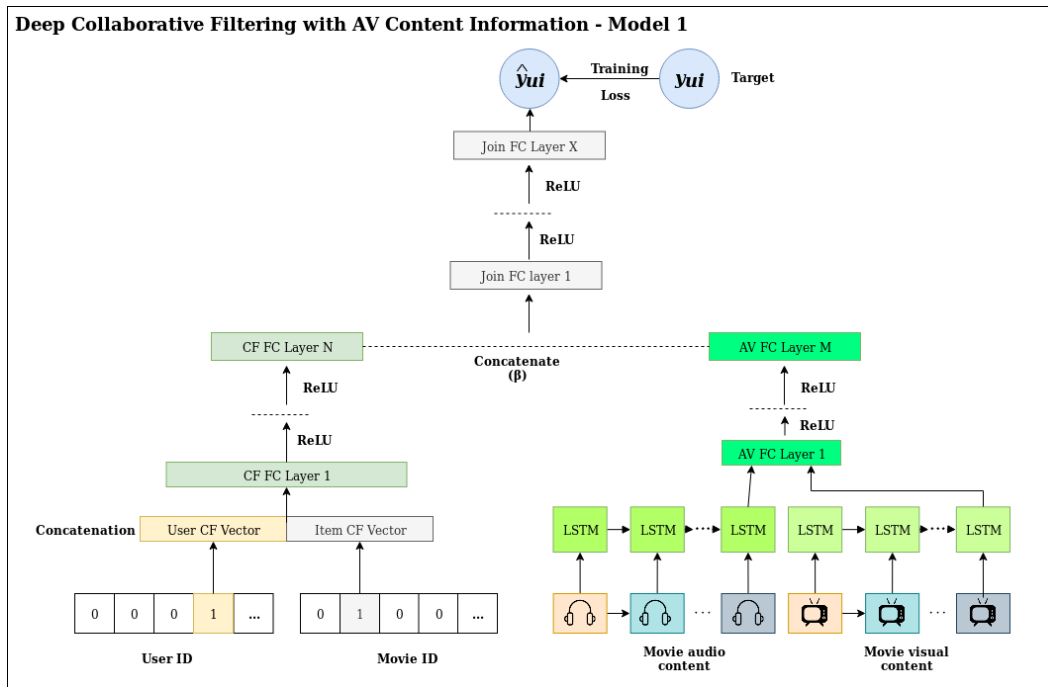 Deep Collaborative Filtering with AV Content Information - Model 1
ŷui
Training
Loss
yui
Target
Join FC Layer X
ReLU
ReLU
Join FC layer 1
CF FC Layer N
Concatenate
(β)
AV FC Layer M
ReLU
ReLU
ReLU
ReLU
CF FC Layer 1
AV FC Layer 1
Concatenation
User CF Vector
Item CF Vector
LSTM
LSTM
...
LSTM
LSTM
LSTM
...
LSTM
0 0 0 1 ...
0 1 0 0 ...
...
...
User ID
Movie ID
Movie audio
content
Movie visual
content